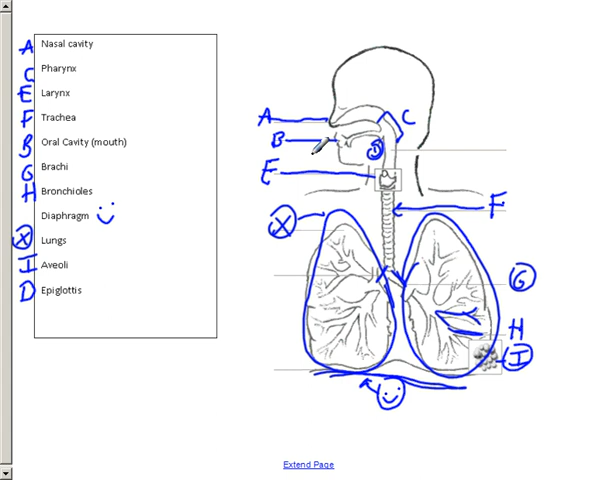 A Nasal cavity
C Pharynx
E Larynx
F Trachea
B Oral Cavity (mouth)
G Brachi
H Bronchioles
Diaphragm
X Lungs
I Aveoli
D Epiglottis
A
C
B
D
E
F
X
G
H
I
Extend Page